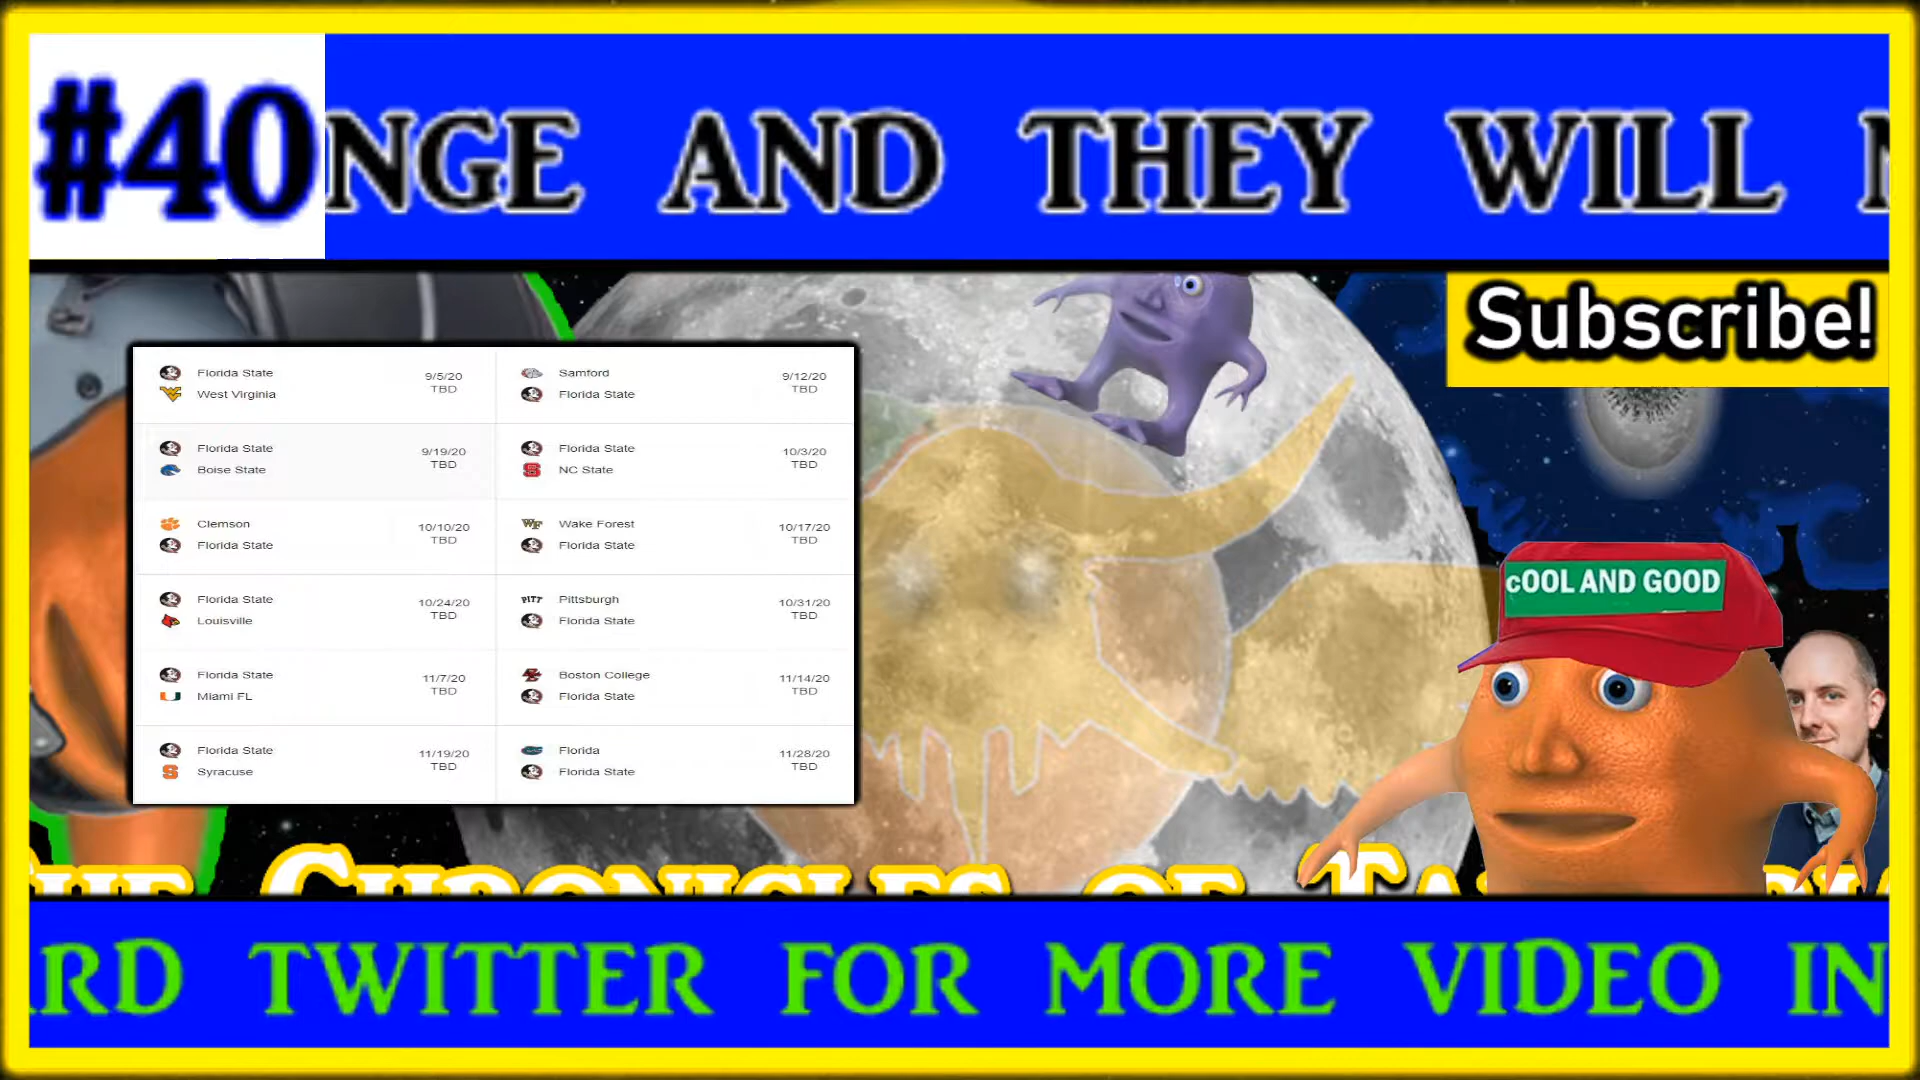 #40
NGE AND THEY WILL
Subscribe!
Florida State
West Virginia
9/5/20
TBD
Samford
Florida State
9/12/20
TBD
Florida State
Boise State
9/19/20
TBD
Florida State
NC State
10/3/20
TBD
Clemson
Florida State
10/10/20
TBD
WF
Wake Forest
Florida State
10/17/20
TBD
Florida State
Louisville
10/24/20
TBD
PITT
Pittsburgh
Florida State
10/31/20
TBD
Florida State
Miami FL
11/7/20
TBD
Boston College
Florida State
11/14/20
TBD
Florida State
Syracuse
11/19/20
TBD
Florida
Florida State
11/28/20
TBD
cOOL AND GOOD
THE CHRONICLES OF
RD TWITTER FOR MORE VIDEO IN